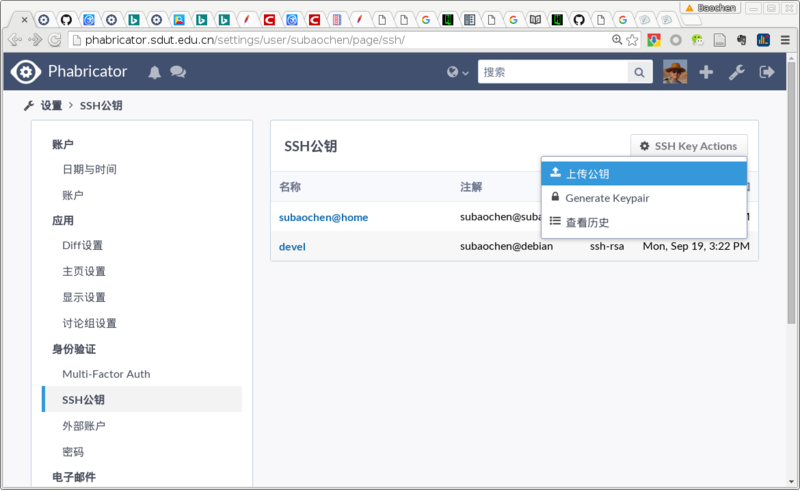 Baochen
phabricator.sdut.edu.cn/settings/user/subaochen/page/ssh/
Phabricator
搜索
设置 > SSH公钥
账户
日期与时间
账户
应用
Diff设置
主页设置
显示设置
讨论组设置
身份验证
Multi-Factor Auth
SSH公钥
外部账户
密码
电子邮件
SSH公钥
SSH Key Actions
上传公钥
Generate Keypair
查看历史
名称 注解
subaochen@home subaochen@suba
devel subaochen@debian ssh-rsa Mon, Sep 19, 3:22 PM